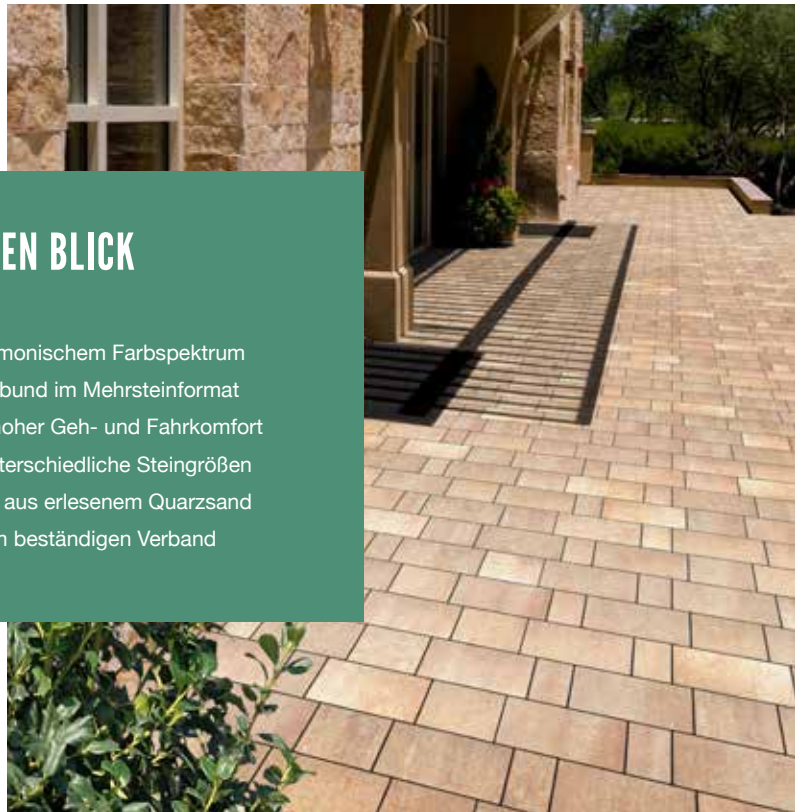 EN BLICK
monischem Farbspektrum
bund im Mehrsteinformat
hoher Geh- und Fahrkomfort
terschiedliche Steingrößen
aus erlesenem Quarzsand
beständigen Verband